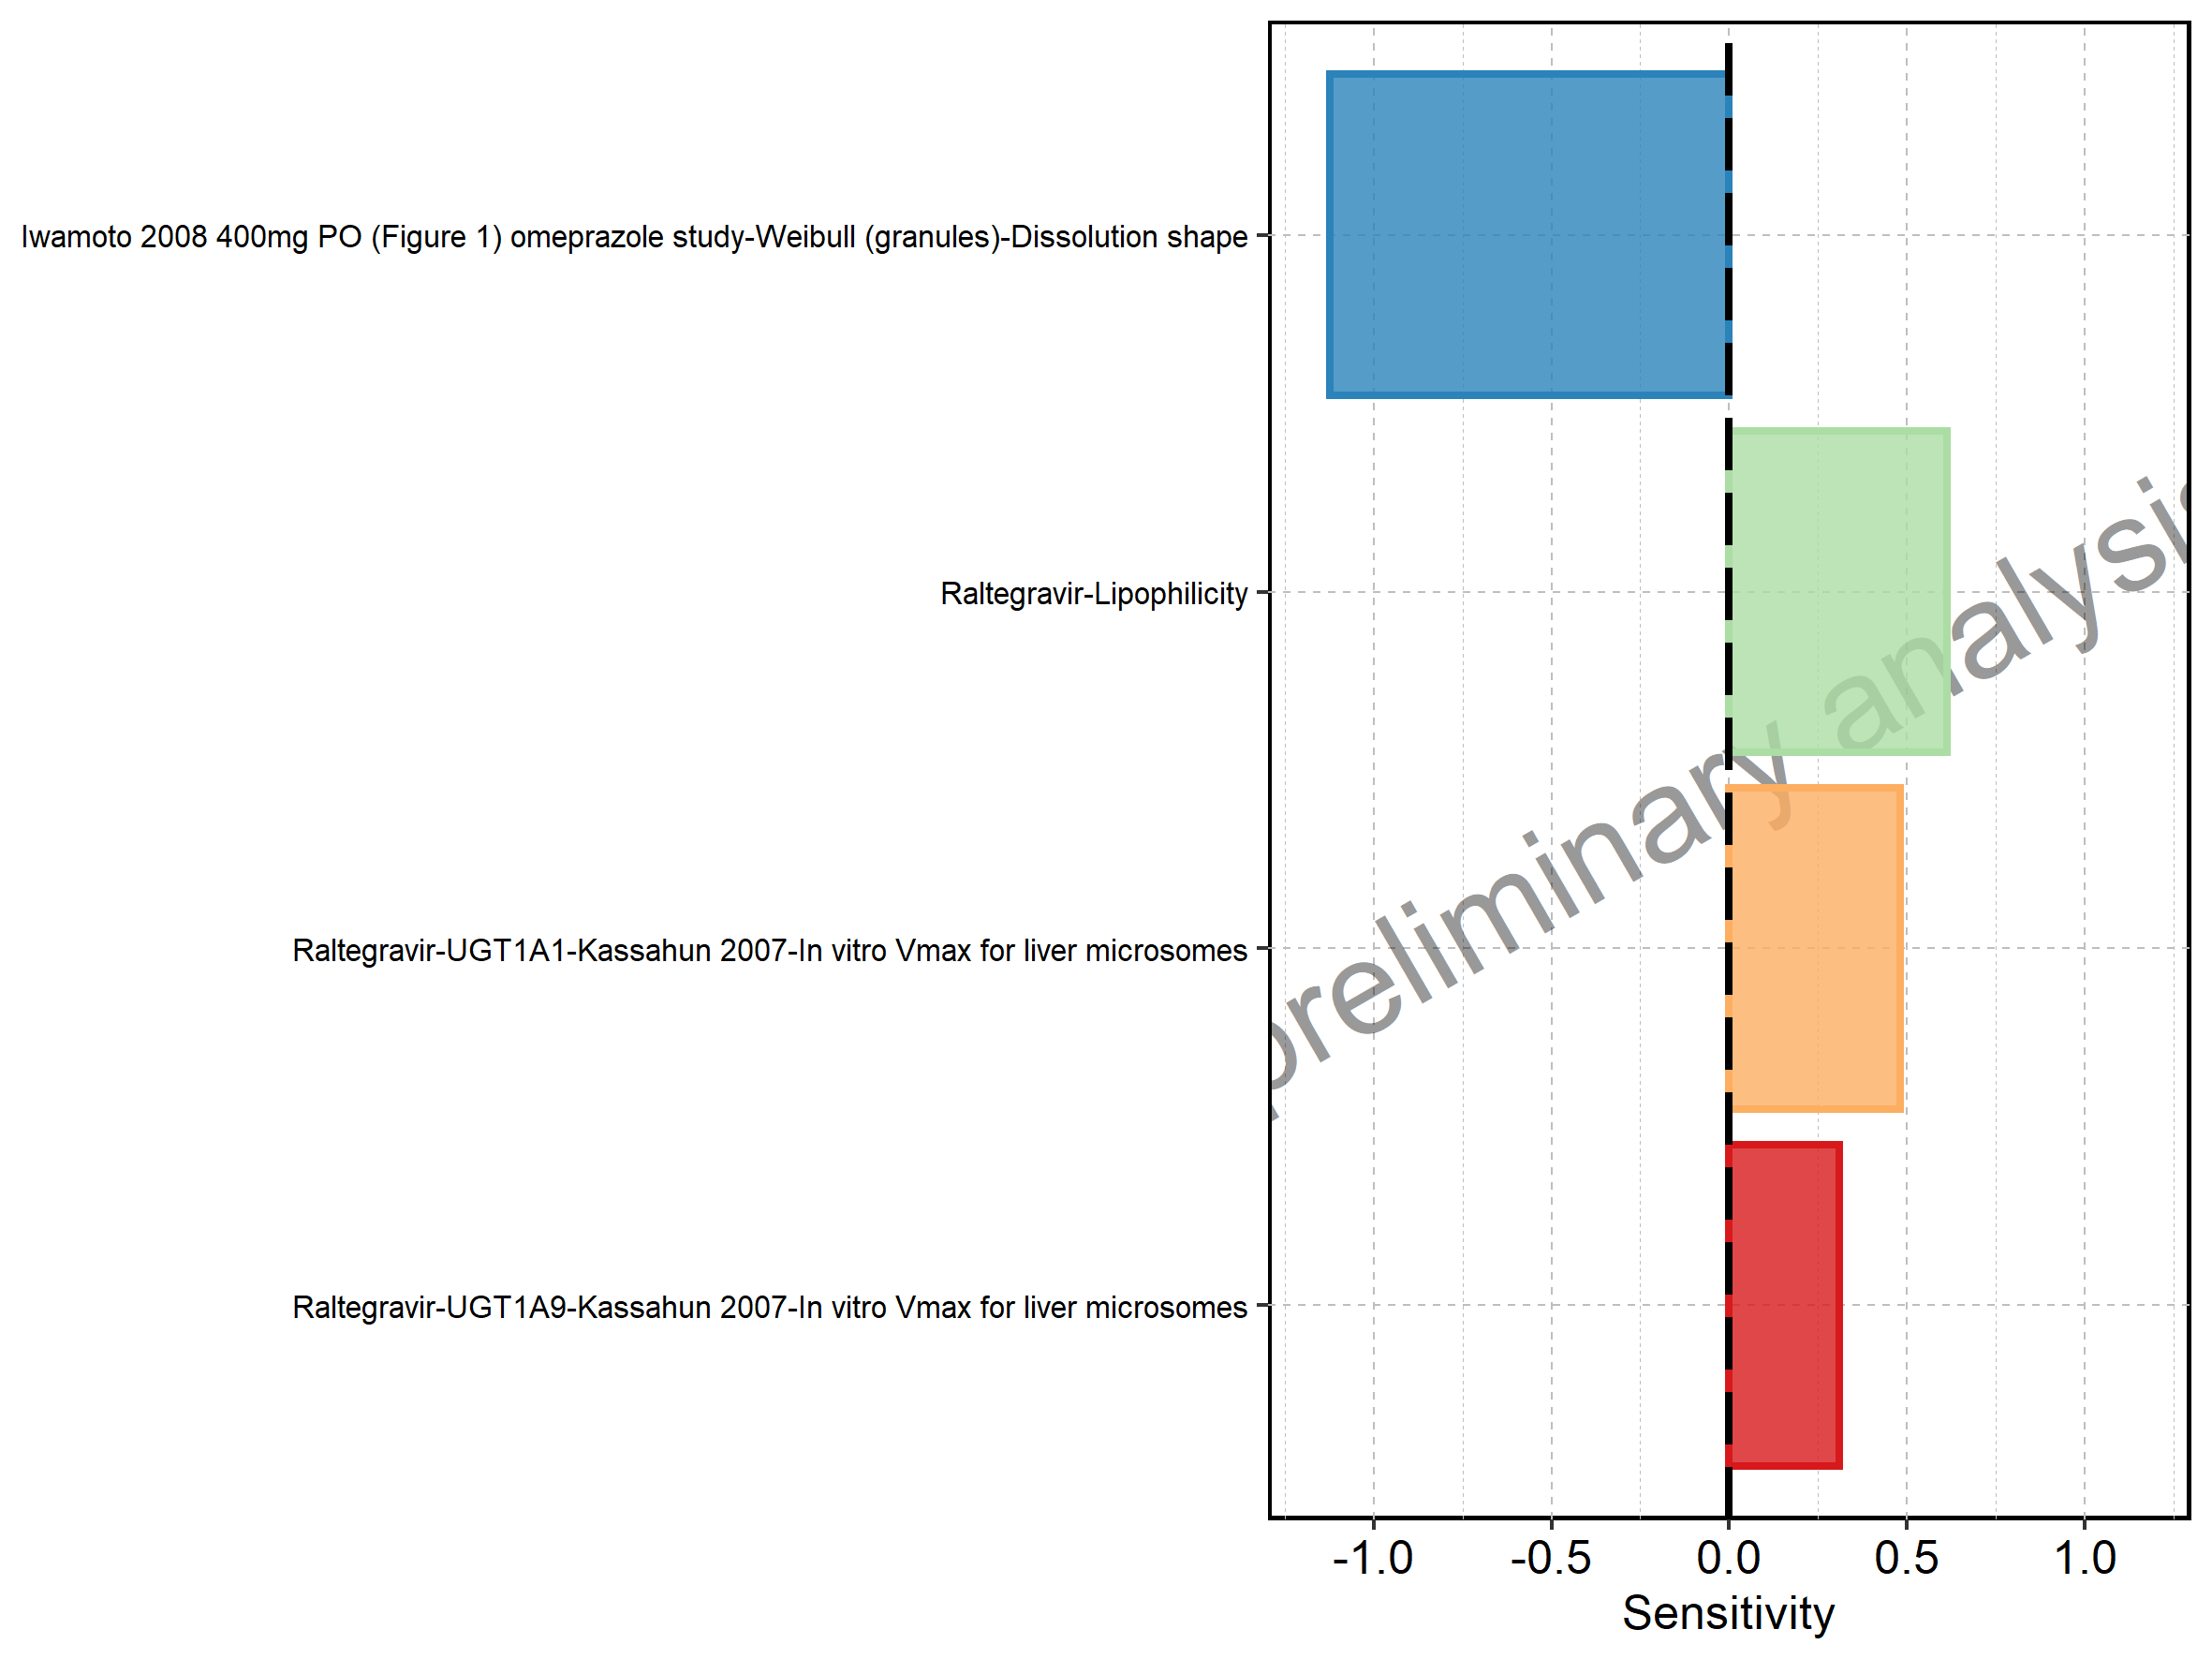 Iwamoto 2008 400mg PO (Figure 1) omeprazole study-Weibull (granules)-Dissolution shape
Raltegravir-Lipophilicity
Raltegravir-UGT1A1-Kassahun 2007-In vitro Vmax for liver microsomes
Raltegravir-UGT1A9-Kassahun 2007-In vitro Vmax for liver microsomes
preliminary analysis
-1.0 -0.5 0.0 0.5 1.0
Sensitivity